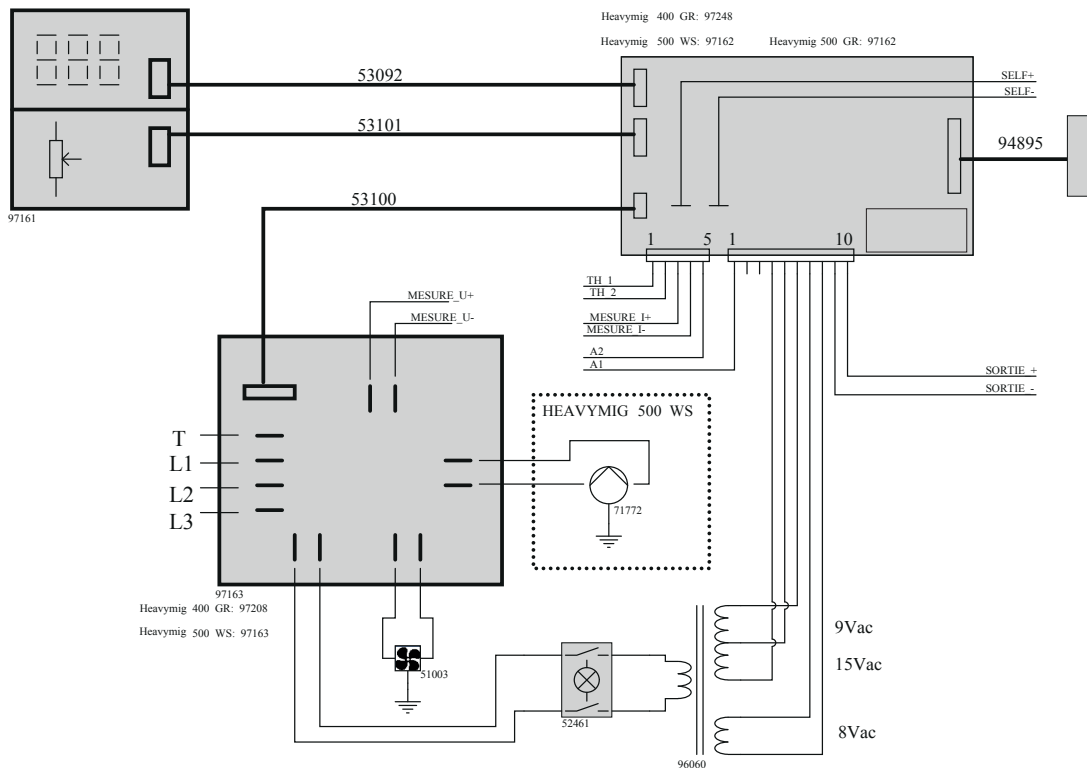 Heavymig 400 GR: 97248
Heavymig 500 WS: 97162 Heavymig 500 GR: 97162
53092
SELF+
SELF-
53101
94895
53100
97161
1 5 1 10
TH_1
TH_2
MESURE_U+
MESURE_U-
MESURE_I+
MESURE_I-
A2
A1
SORTIE_+
SORTIE_-
HEAVYMIG 500 WS
T
L1
L2
L3
71772
97163
Heavymig 400 GR: 97208
Heavymig 500 WS: 97163
51003
52461
9Vac
15Vac
8Vac
96060